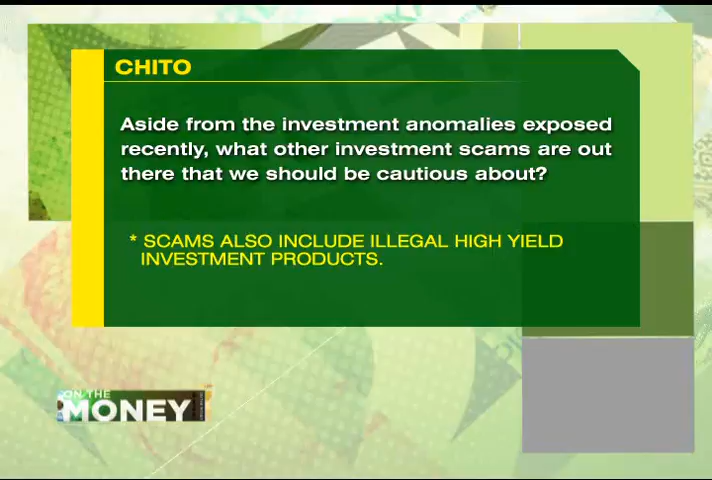 CHITO
Aside from the investment anomalies exposed
recently, what other investment scams are out
there that we should be cautious about?
* SCAMS ALSO INCLUDE ILLEGAL HIGH YIELD
INVESTMENT PRODUCTS.
ON THE
MONEY